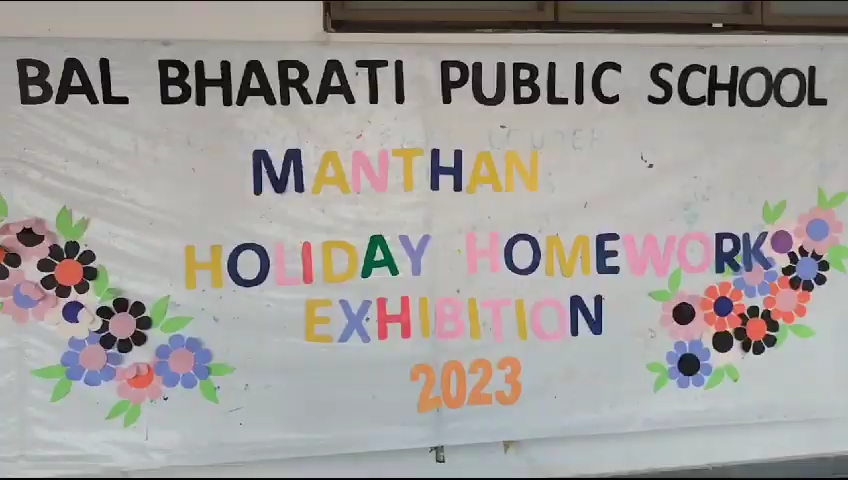 BAL BHARATI PUBLIC SCHOOL
MANTHAN
HOLIDAY HOMEWORK
EXHIBITION
2023